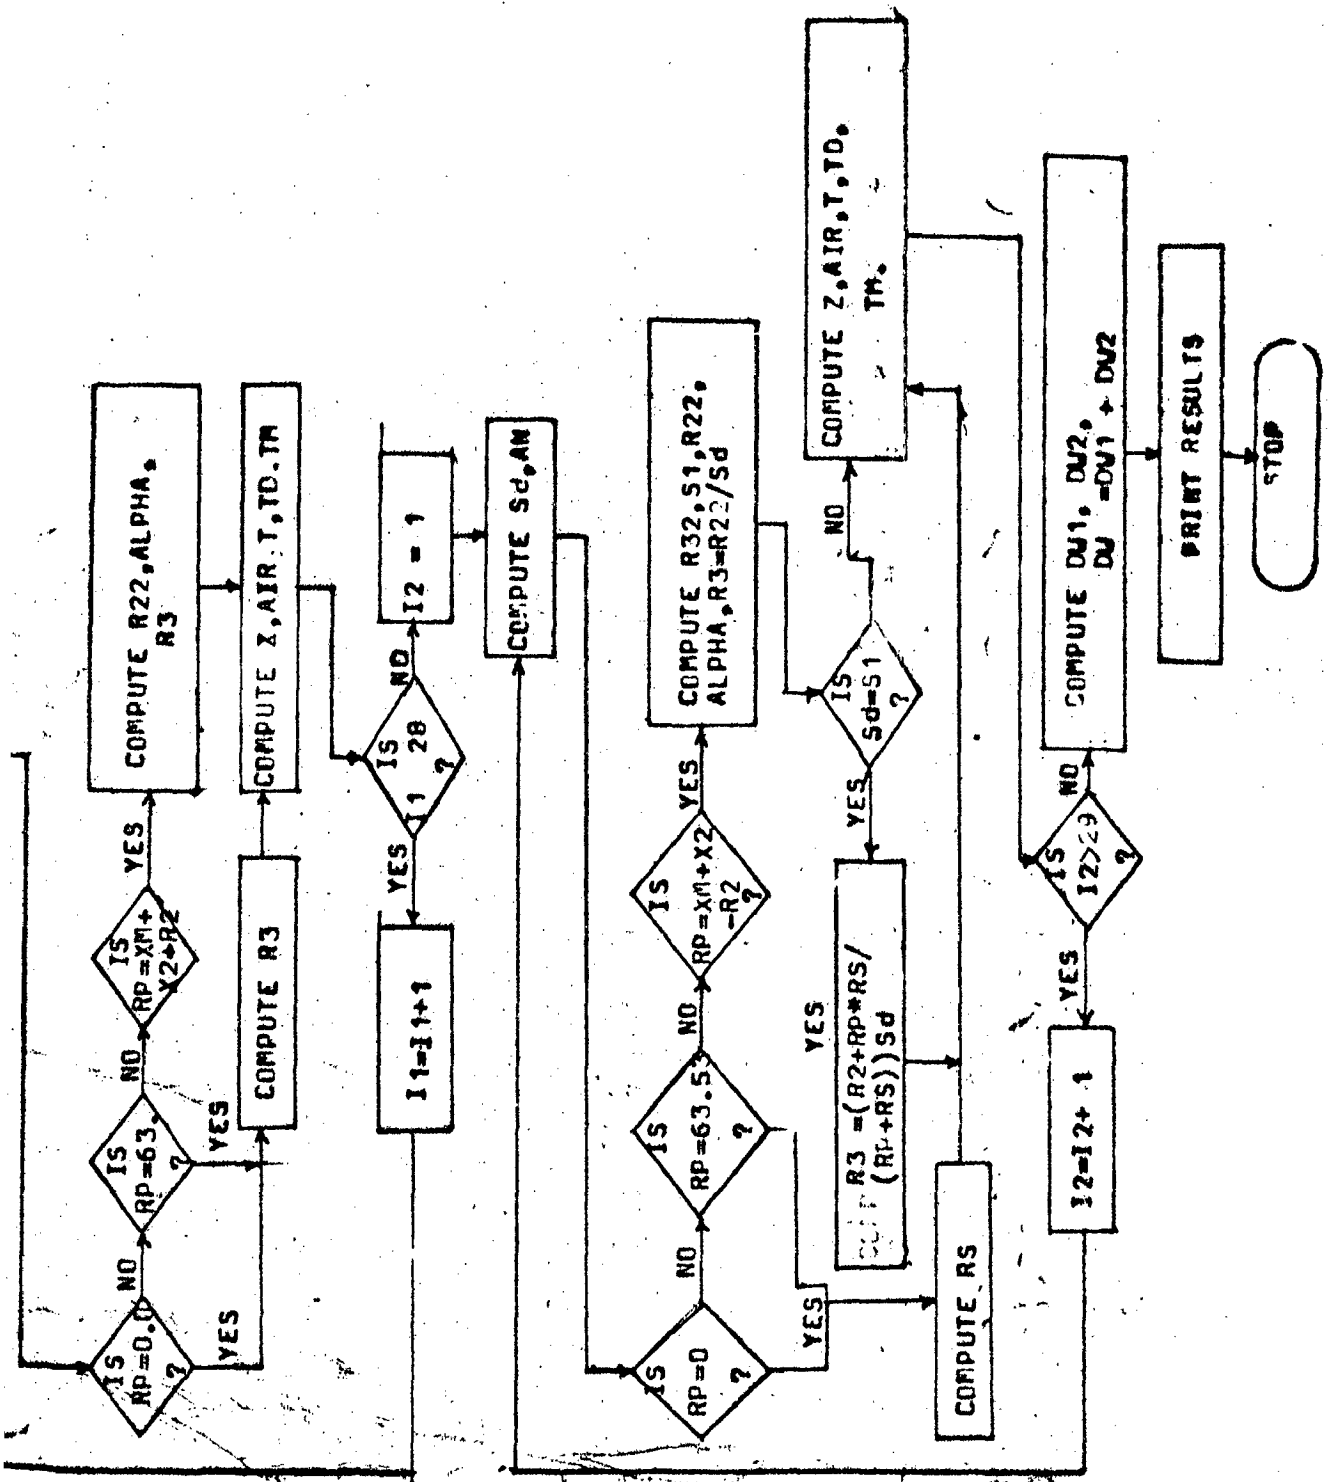 IS
RP=0.0
?
NO
YES
IS
RP=63.
?
NO
YES
IS
RP=XM+
X2+R2
YES
COMPUTE R22,ALPHA,
R3
COMPUTE R3
COMPUTE Z,AIR,T,TD.TM
IS
I1 28
?
YES
NO
I1=I1+1
I2 = 1
COMPUTE Sd,AN
IS
RP=0
?
NO
YES
IS
RP=63.53
?
NO
YES
IS
RP=XM+X2
-R2
?
YES
COMPUTE R32,S1,R22,
ALPHA,R3=R22/Sd
IS
Sd=S1
?
YES
NO
R3 =(R2+RP*RS/
(RP+RS))Sd
COMPUTE RS
COMPUTE Z,AIR,T,TD,
TM.
IS
I2>29
?
YES
NO
I2=I2+ 1
COMPUTE DW1, DW2,
DW =DW1 + DW2
PRINT RESULTS
STOP